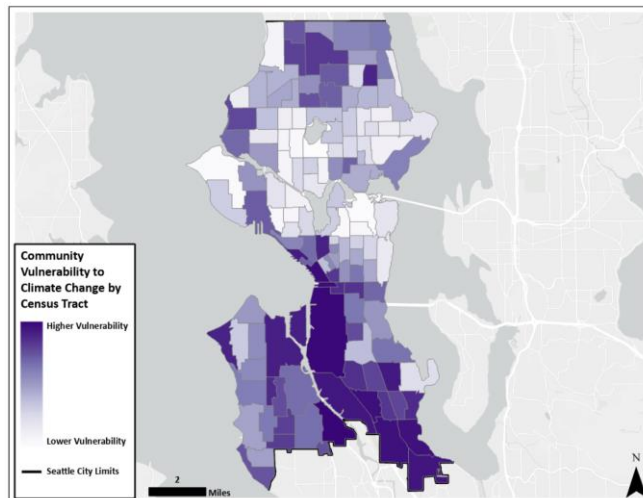 Community
Vulnerability to
Climate Change by
Census Tract
Higher Vulnerability
Lower Vulnerability
Seattle City Limits
2
Miles
N